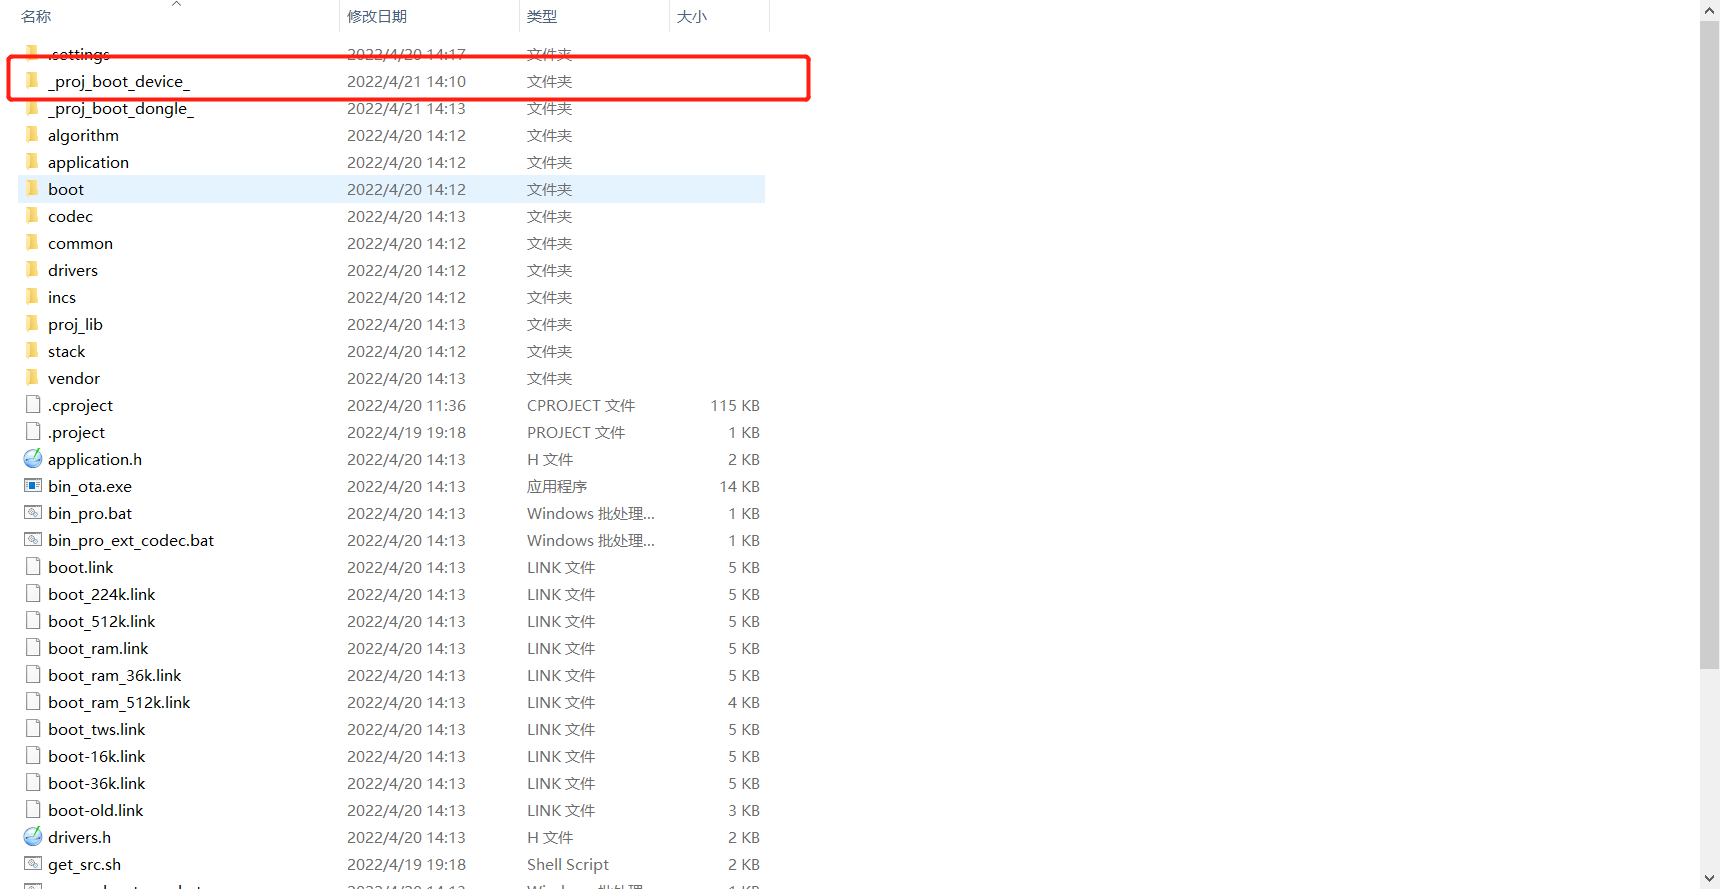 名称 修改日期 类型 大小
.settings 2022/4/20 14:17 文件夹
_proj_boot_device_ 2022/4/21 14:10 文件夹
_proj_boot_dongle_ 2022/4/21 14:13 文件夹
algorithm 2022/4/20 14:12 文件夹
application 2022/4/20 14:12 文件夹
boot 2022/4/20 14:12 文件夹
codec 2022/4/20 14:13 文件夹
common 2022/4/20 14:12 文件夹
drivers 2022/4/20 14:12 文件夹
incs 2022/4/20 14:12 文件夹
proj_lib 2022/4/20 14:13 文件夹
stack 2022/4/20 14:12 文件夹
vendor 2022/4/20 14:13 文件夹
.cproject 2022/4/20 11:36 CPROJECT 文件 115 KB
.project 2022/4/19 19:18 PROJECT 文件 1 KB
application.h 2022/4/20 14:13 H 文件 2 KB
bin_ota.exe 2022/4/20 14:13 应用程序 14 KB
bin_pro.bat 2022/4/20 14:13 Windows 批处理... 1 KB
bin_pro_ext_codec.bat 2022/4/20 14:13 Windows 批处理... 1 KB
boot.link 2022/4/20 14:13 LINK 文件 5 KB
boot_224k.link 2022/4/20 14:13 LINK 文件 5 KB
boot_512k.link 2022/4/20 14:13 LINK 文件 5 KB
boot_ram.link 2022/4/20 14:13 LINK 文件 5 KB
boot_ram_36k.link 2022/4/20 14:13 LINK 文件 5 KB
boot_ram_512k.link 2022/4/20 14:13 LINK 文件 4 KB
boot_tws.link 2022/4/20 14:13 LINK 文件 5 KB
boot-16k.link 2022/4/20 14:13 LINK 文件 5 KB
boot-36k.link 2022/4/20 14:13 LINK 文件 5 KB
boot-old.link 2022/4/20 14:13 LINK 文件 3 KB
drivers.h 2022/4/20 14:13 H 文件 2 KB
get_src.sh 2022/4/19 19:18 Shell Script 2 KB